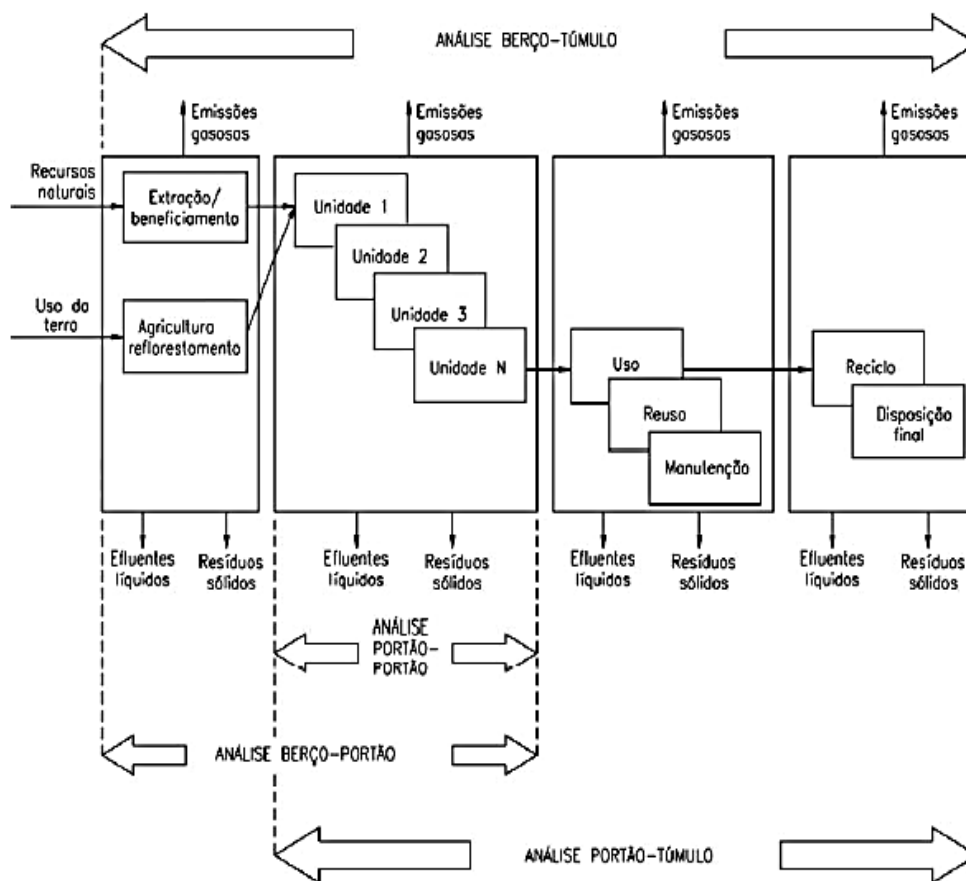 ANÁLISE BERÇO-TÚMULO
Emissões
gasosas
Emissões
gasosas
Emissões
gasosas
Emissões
gasosas
Recursos
naturais
Extração/
beneficiamento
Uso da
terra
Agricultura
reflorestamento
Unidade 1
Unidade 2
Unidade 3
Unidade N
Uso
Reuso
Manutenção
Reciclo
Disposição
final
Efluentes
líquidos
Resíduos
sólidos
Efluentes
líquidos
Resíduos
sólidos
Efluentes
líquidos
Resíduos
sólidos
Efluentes
líquidos
Resíduos
sólidos
ANÁLISE
PORTÃO-
PORTÃO
ANÁLISE BERÇO-PORTÃO
ANÁLISE PORTÃO-TÚMULO